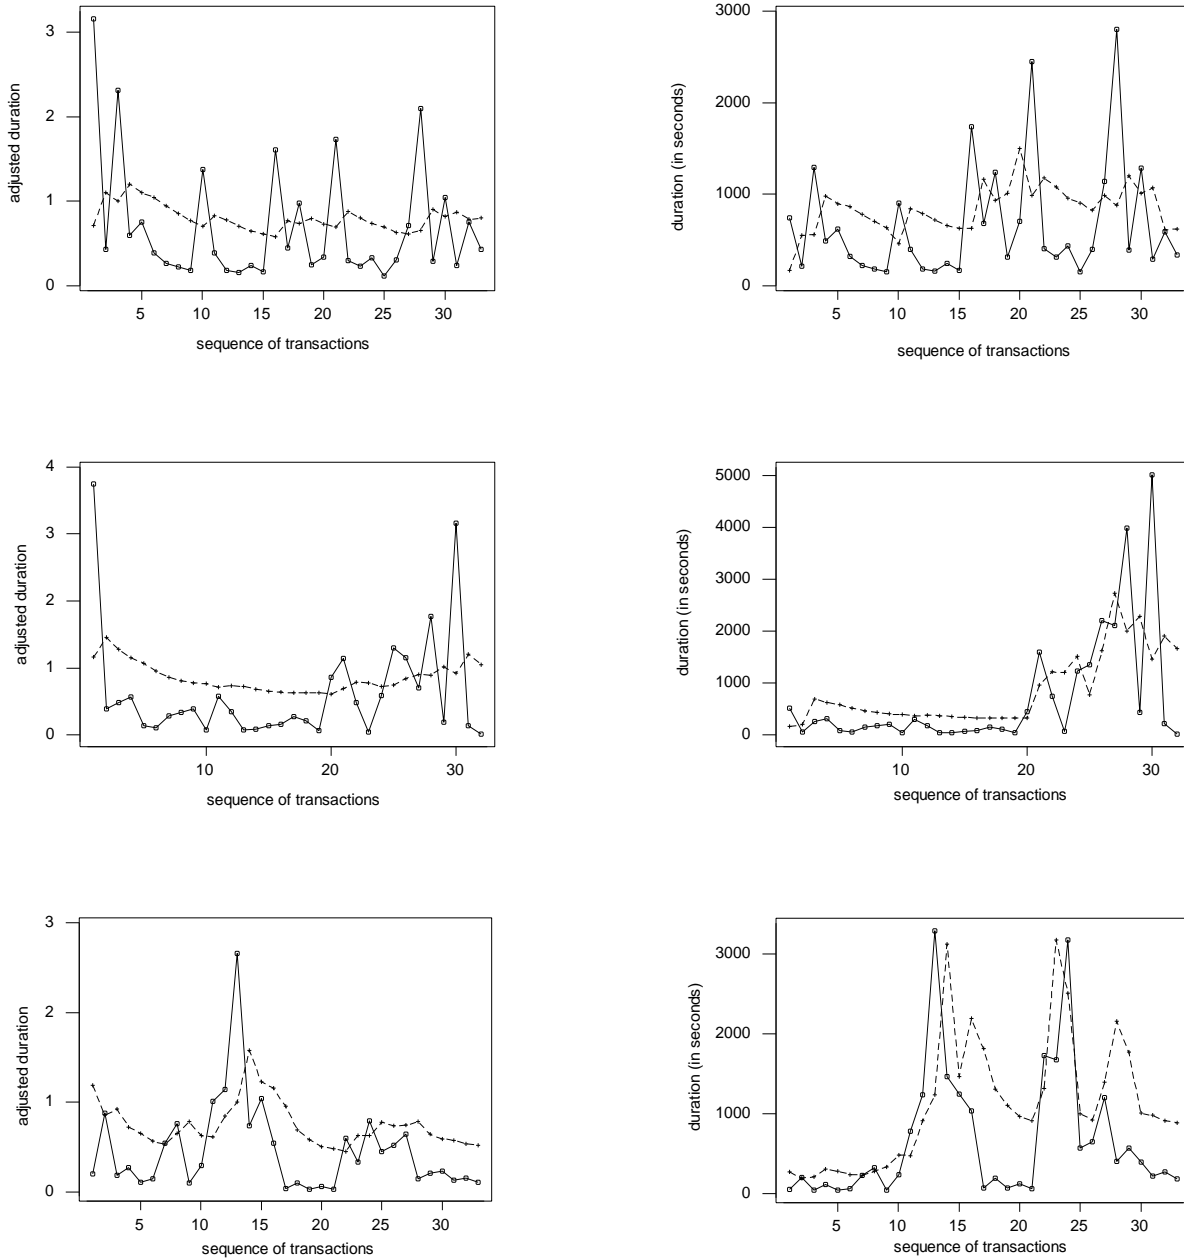 3
2
1
0
adjusted duration
5 10 15 20 25 30
sequence of transactions
3000
2000
1000
0
duration (in seconds)
5 10 15 20 25 30
sequence of transactions
4
3
2
1
0
adjusted duration
10 20 30
sequence of transactions
5000
4000
3000
2000
1000
0
duration (in seconds)
10 20 30
sequence of transactions
3
2
1
0
adjusted duration
5 10 15 20 25 30
sequence of transactions
3000
2000
1000
0
duration (in seconds)
5 10 15 20 25 30
sequence of transactions